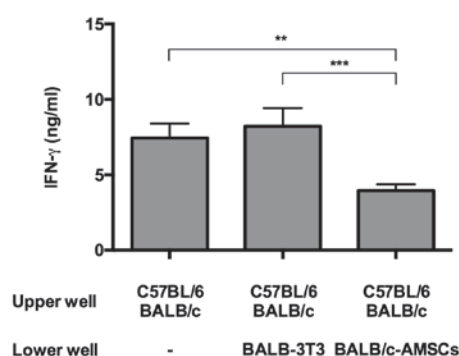 15
**
***
10
IFN-γ (ng/ml)
5
0
Upper well C57BL/6 C57BL/6 C57BL/6
BALB/c BALB/c BALB/c
Lower well - BALB-3T3 BALB/c-AMSCs